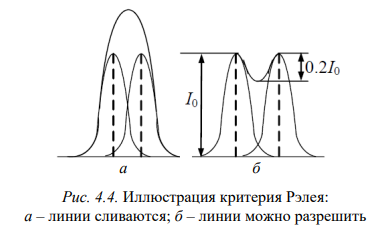 0.2I₀
I₀
а б
Рис. 4.4. Иллюстрация критерия Рэлея:
а – линии сливаются; б – линии можно разрешить